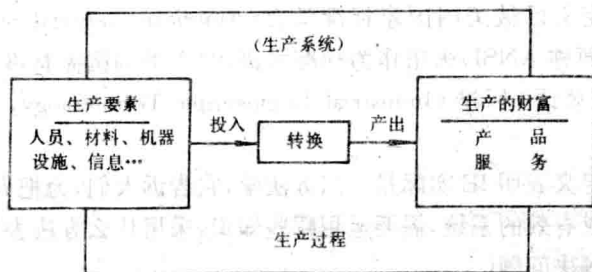 (生产系统)
生产要素
人员、材料、机器
设施、信息…
投入
转换
产出
生产的财富
产 品
服 务
生产过程